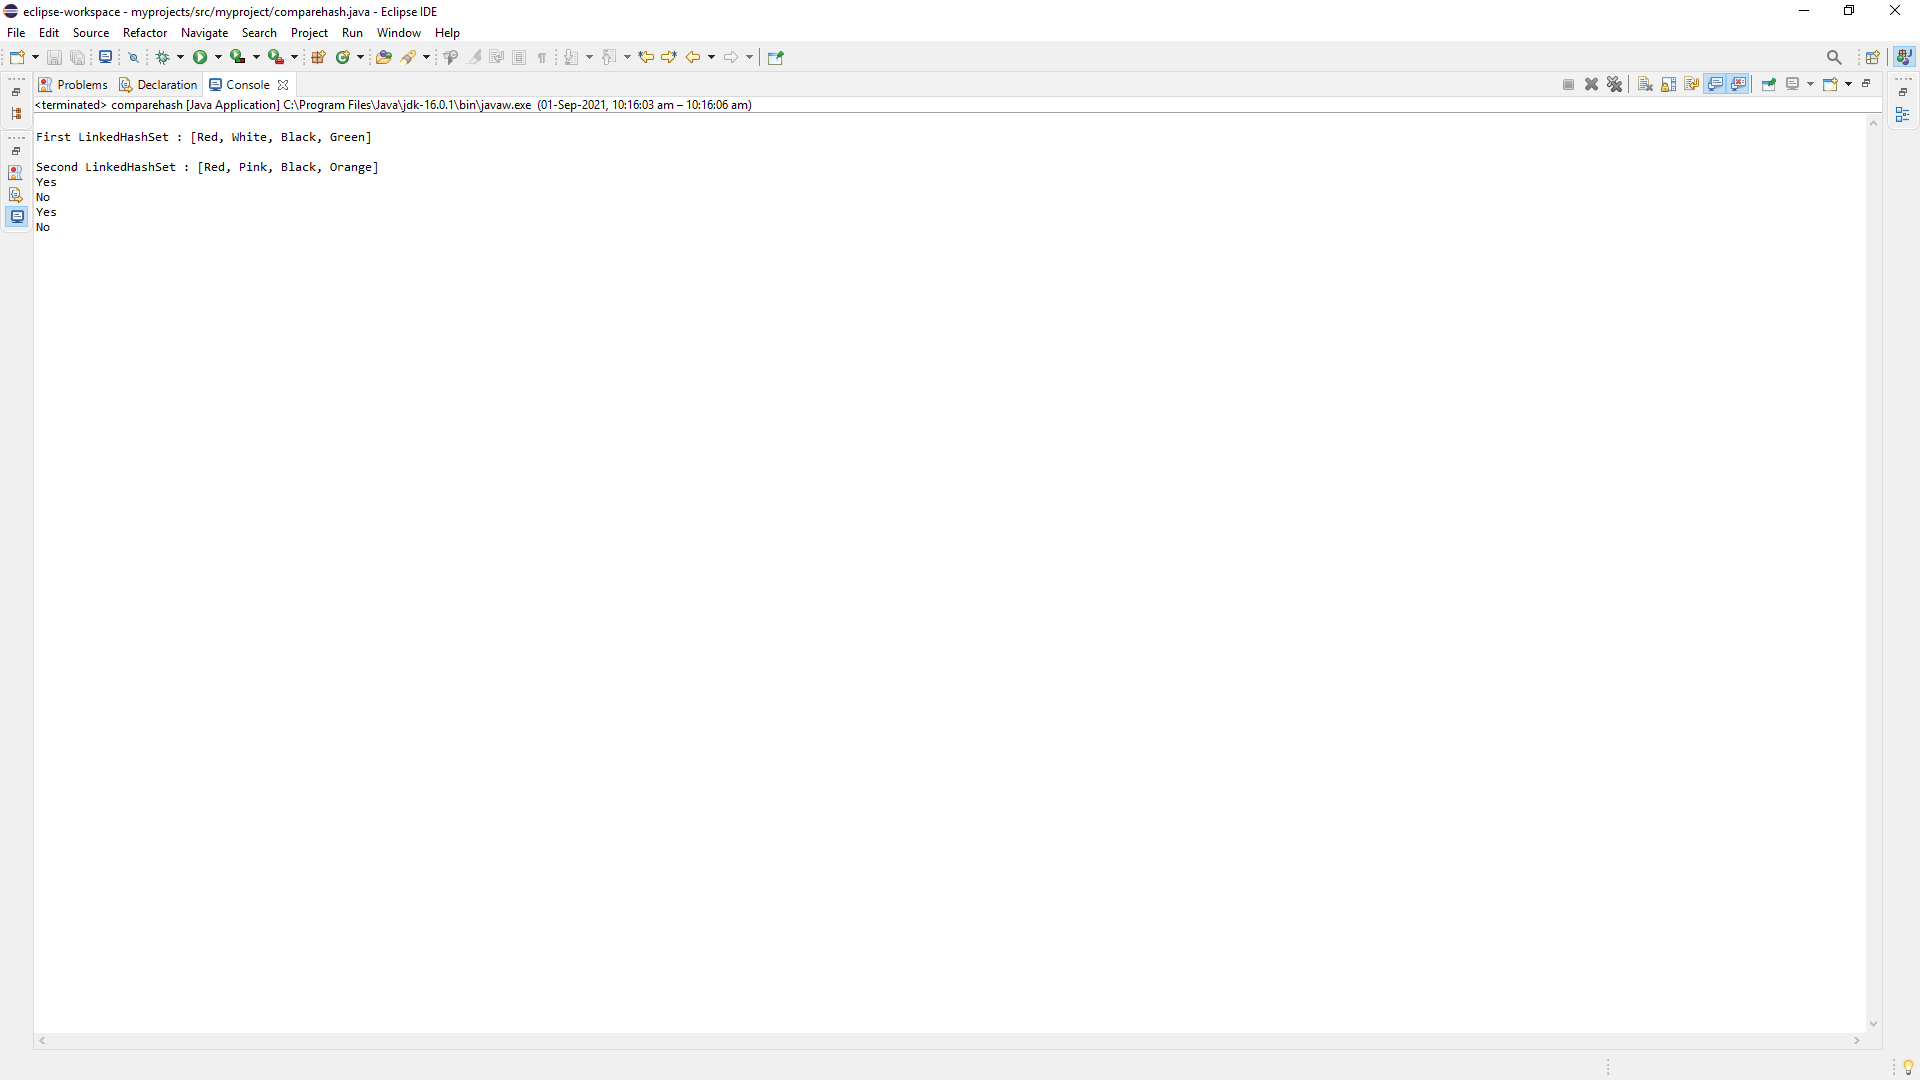 eclipse-workspace - myprojects/src/myproject/comparehash.java - Eclipse IDE
File Edit Source Refactor Navigate Search Project Run Window Help
Problems Declaration Console
<terminated> comparehash [Java Application] C:\Program Files\Java\jdk-16.0.1\bin\javaw.exe (01-Sep-2021, 10:16:03 am – 10:16:06 am)
First LinkedHashSet : [Red, White, Black, Green]
Second LinkedHashSet : [Red, Pink, Black, Orange]
Yes
No
Yes
No